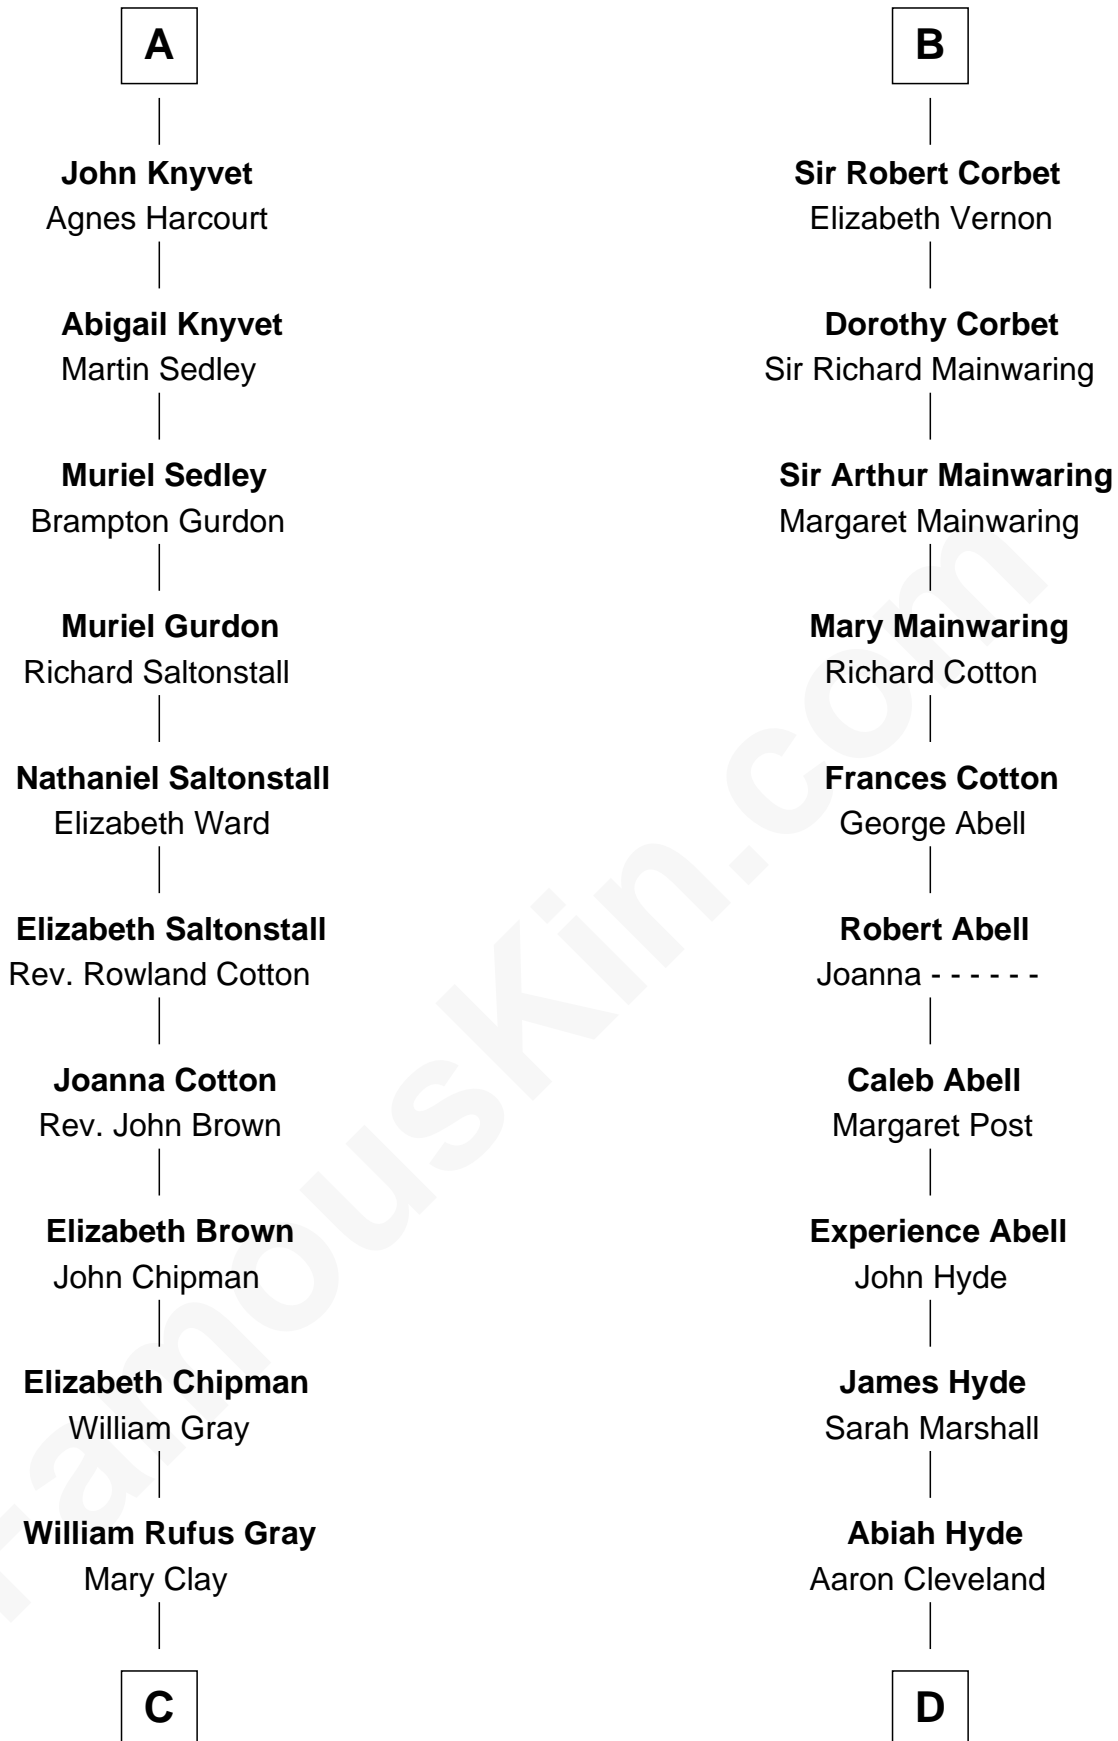 A
John Knyvet
Agnes Harcourt
Abigail Knyvet
Martin Sedley
Muriel Sedley
Brampton Gurdon
Muriel Gurdon
Richard Saltonstall
Nathaniel Saltonstall
Elizabeth Ward
Elizabeth Saltonstall
Rev. Rowland Cotton
Joanna Cotton
Rev. John Brown
Elizabeth Brown
John Chipman
Elizabeth Chipman
William Gray
William Rufus Gray
Mary Clay
C
B
Sir Robert Corbet
Elizabeth Vernon
Dorothy Corbet
Sir Richard Mainwaring
Sir Arthur Mainwaring
Margaret Mainwaring
Mary Mainwaring
Richard Cotton
Frances Cotton
George Abell
Robert Abell
Joanna - - - - - -
Caleb Abell
Margaret Post
Experience Abell
John Hyde
James Hyde
Sarah Marshall
Abiah Hyde
Aaron Cleveland
D
FamousKin.com